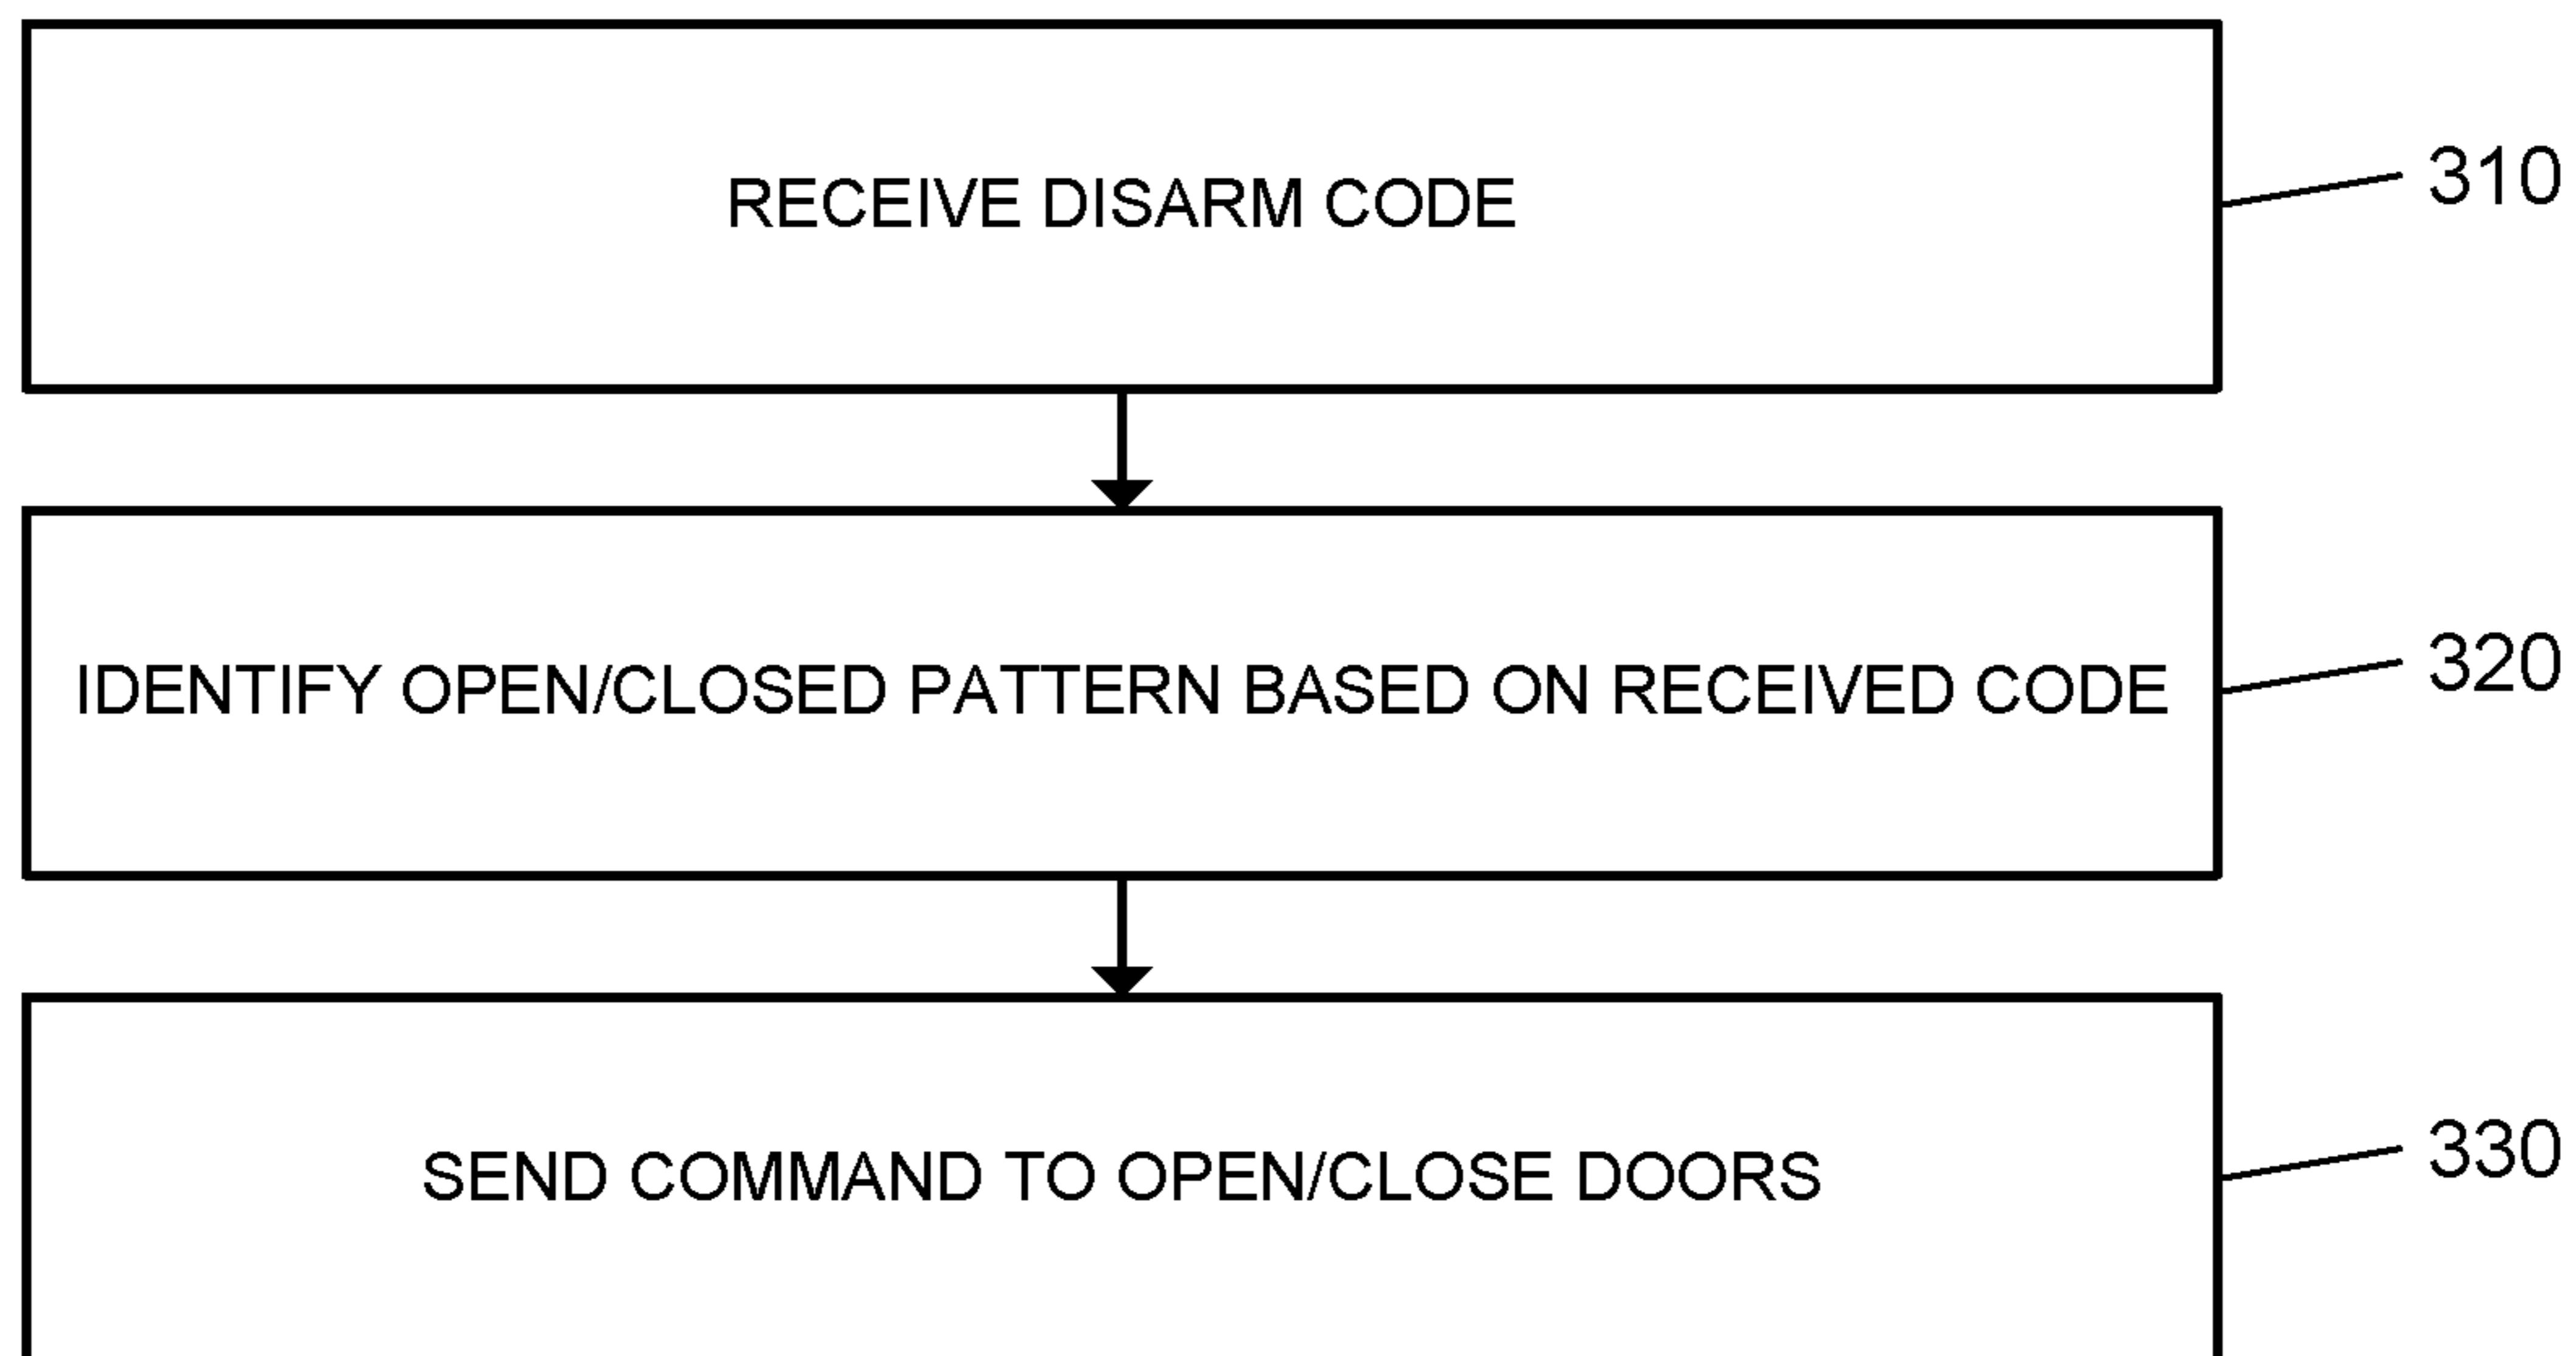 RECEIVE DISARM CODE
310
IDENTIFY OPEN/CLOSED PATTERN BASED ON RECEIVED CODE
320
SEND COMMAND TO OPEN/CLOSE DOORS
330